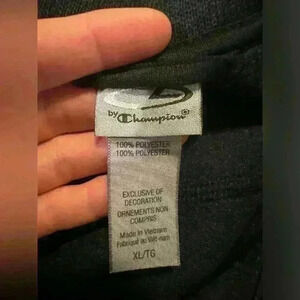 by Champion®
100% POLYESTER
100% POLYESTER
EXCLUSIVE OF
DECORATION
ORNEMENTS NON
COMPRIS
Made in Vietnam
Fabriqué au Viêt-nam
XL/TG